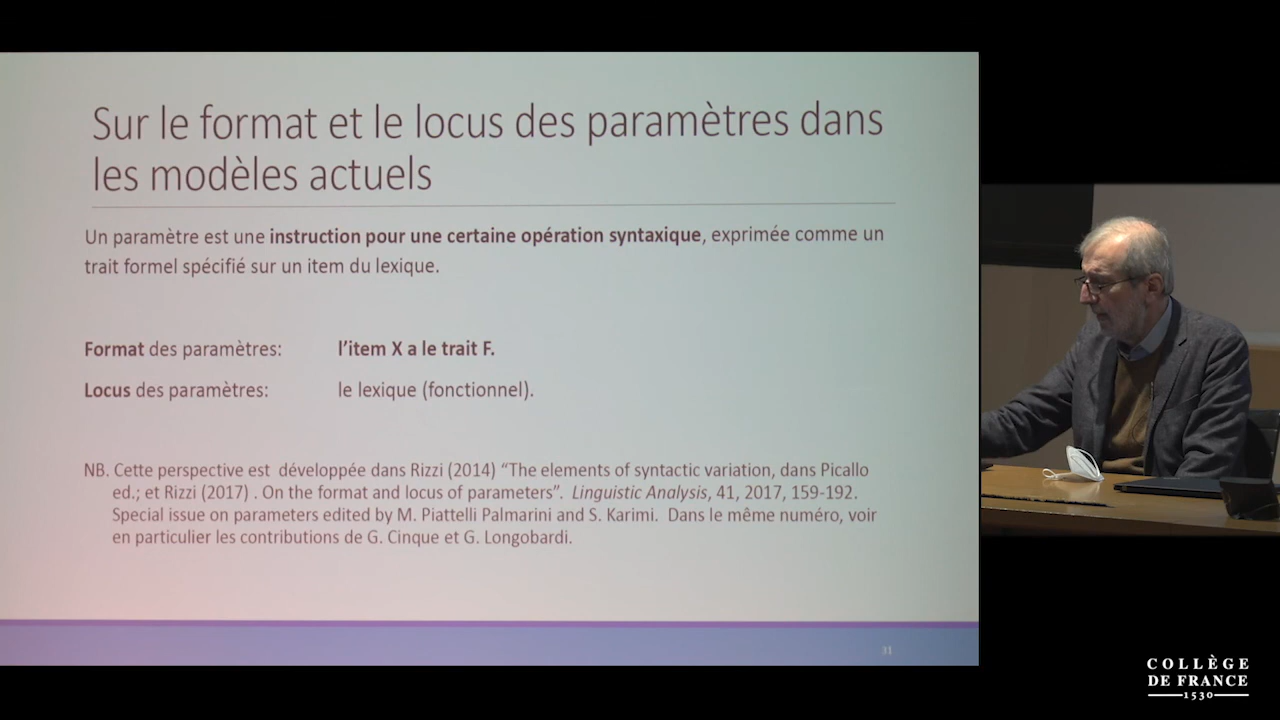 Sur le format et le locus des paramètres dans
les modèles actuels
Un paramètre est une instruction pour une certaine opération syntaxique, exprimée comme un
trait formel spécifié sur un item du lexique.
Format des paramètres: l’item X a le trait F.
Locus des paramètres: le lexique (fonctionnel).
NB. Cette perspective est développée dans Rizzi (2014) “The elements of syntactic variation, dans Picallo
ed.; et Rizzi (2017) . On the format and locus of parameters”. Linguistic Analysis, 41, 2017, 159-192.
Special issue on parameters edited by M. Piattelli Palmarini and S. Karimi. Dans le même numéro, voir
en particulier les contributions de G. Cinque et G. Longobardi.
31
COLLÈGE
DE FRANCE
1530